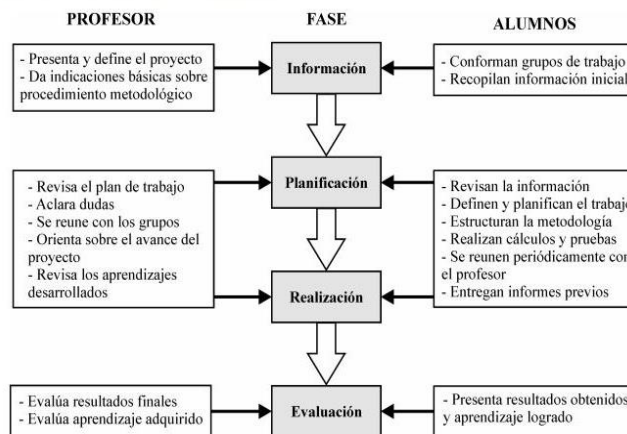 PROFESOR
FASE
ALUMNOS
- Presenta y define el proyecto
- Da indicaciones básicas sobre
procedimiento metodológico
Información
- Conforman grupos de trabajo
- Recopilan información inicial
- Revisa el plan de trabajo
- Aclara dudas
- Se reune con los grupos
- Orienta sobre el avance del
proyecto
- Revisa los aprendizajes
desarrollados
Planificación
Realización
- Revisan la información
- Definen y planifican el trabajo
- Estructuran la metodología
- Realizan cálculos y pruebas
- Se reunen periódicamente con
el profesor
- Entregan informes previos
- Evalúa resultados finales
- Evalúa aprendizaje adquirido
Evaluación
- Presenta resultados obtenidos
y aprendizaje logrado